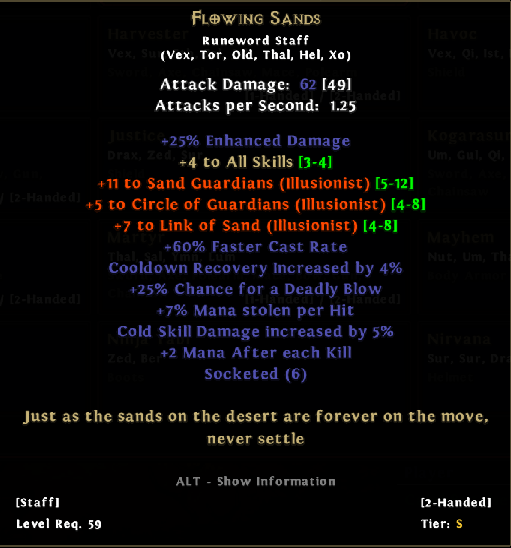 Flowing Sands
Runeword Staff
(Vex, Tor, Old, Thal, Hel, Xo)
Attack Damage: 62 [49]
Attacks per Second: 1.25
+25% Enhanced Damage
+4 to All Skills [3-4]
+11 to Sand Guardians (Illusionist) [5-12]
+5 to Circle of Guardians (Illusionist) [4-8]
+7 to Link of Sand (Illusionist) [4-8]
+60% Faster Cast Rate
Cooldown Recovery Increased by 4%
+25% Chance for a Deadly Blow
+7% Mana stolen per Hit
Cold Skill Damage increased by 5%
+2 Mana After each Kill
Socketed (6)
Just as the sands on the desert are forever on the move,
never settle
ALT - Show Information
[Staff] [2-Handed]
Level Req. 59 Tier: S